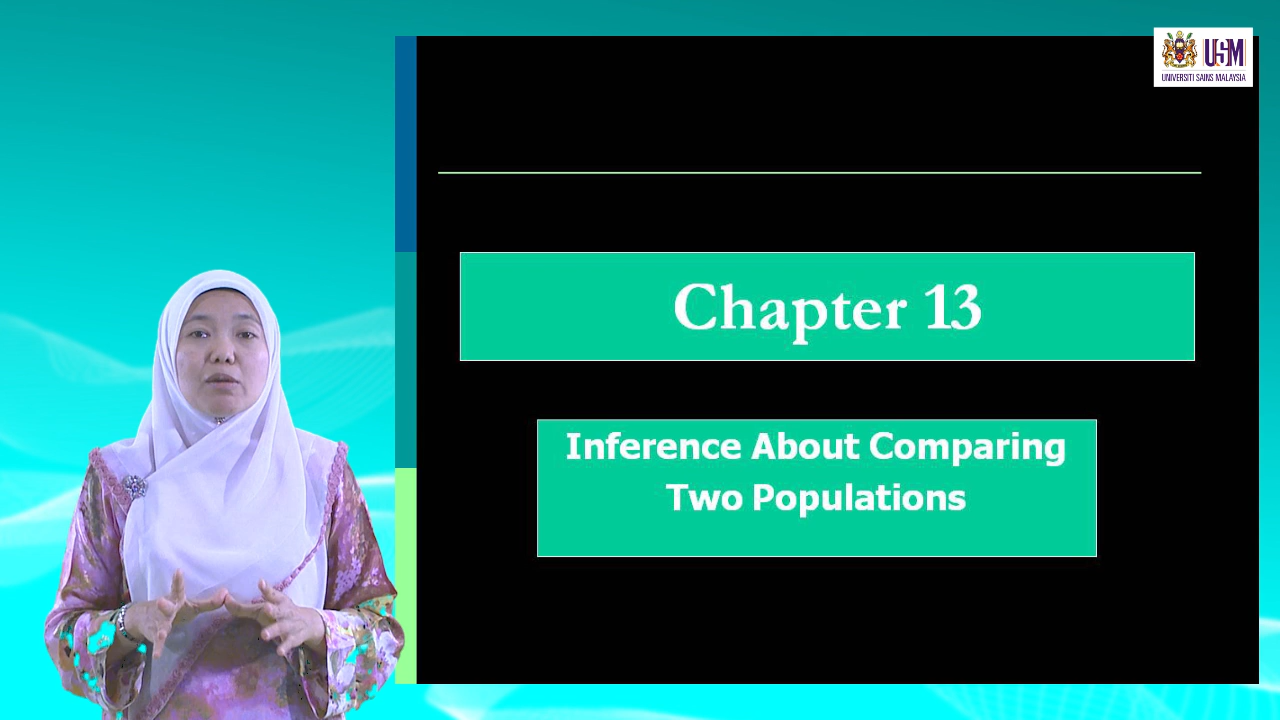 USM
UNIVERSITI SAINS MALAYSIA
Chapter 13
Inference About Comparing
Two Populations